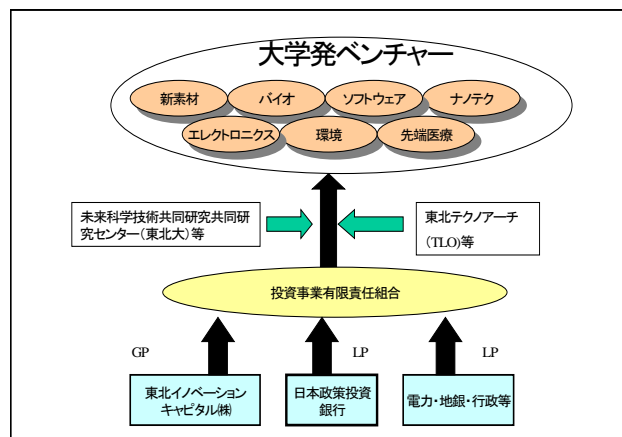 大学発ベンチャー
新素材
バイオ
ソフトウェア
ナノテク
エレクトロニクス
環境
先端医療
未来科学技術共同研究共同研
究センター(東北大)等
東北テクノアーチ
(TLO)等
投資事業有限責任組合
GP
LP
LP
東北イノベーション
キャピタル㈱
日本政策投資
銀行
電力・地銀・行政等